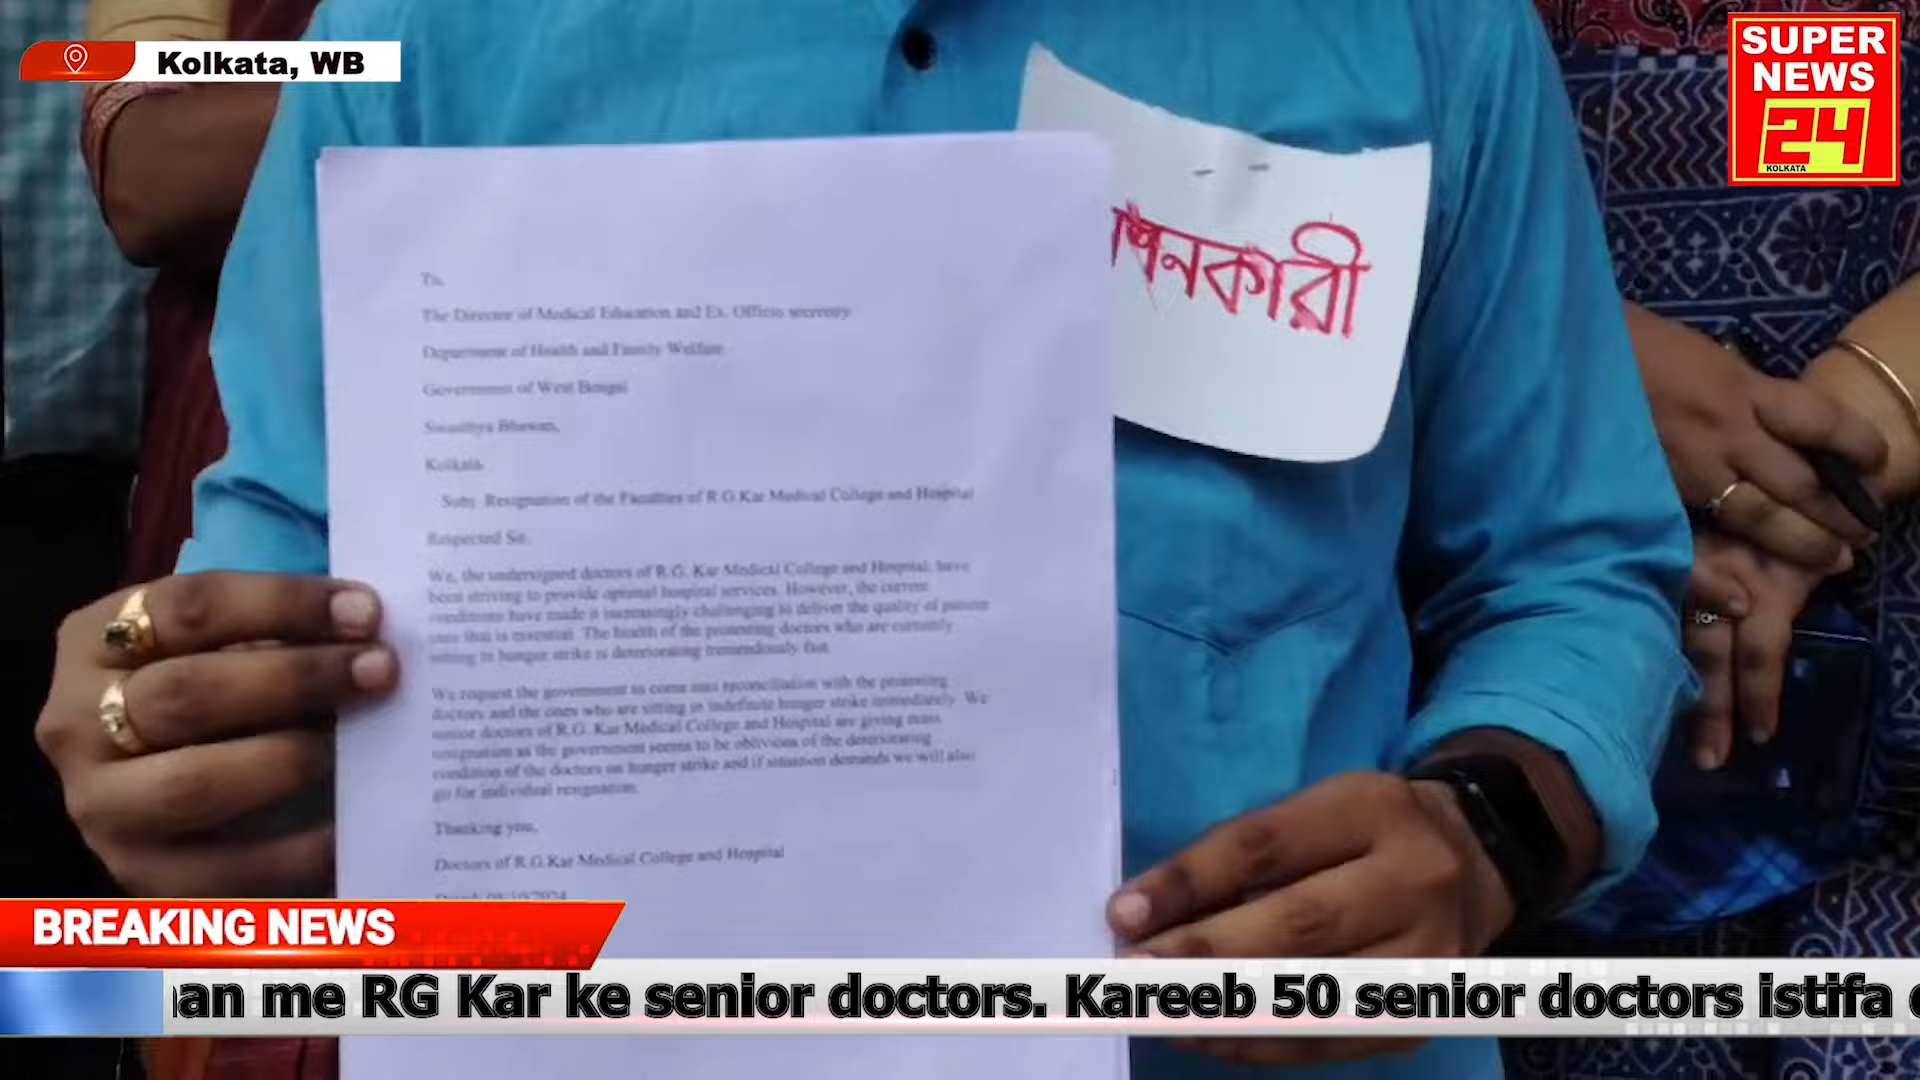 Kolkata, WB
SUPER
NEWS
24
KOLKATA
To,
The Director of Medical Education and Ex. Officio secretary
Department of Health and Family Welfare
Government of West Bengal
Swasthya Bhawan,
Kolkata.
Sub: Resignation of the Faculties of R.G.Kar Medical College and Hospital
Respected Sir,
We, the undersigned doctors of R.G. Kar Medical College and Hospital, have
been striving to provide optimal hospital services. However, the current
conditions have made it increasingly challenging to deliver the quality of patient
care that is essential. The health of the protesting doctors who are currently
sitting in hunger strike is deteriorating tremendously fast.
We request the government to come into reconciliation with the protesting
doctors and the ones who are sitting in indefinite hunger strike immediately. We
senior doctors of R.G. Kar Medical College and Hospital are giving mass
resignation as the government seems to be oblivious of the deteriorating
condition of the doctors on hunger strike and if situation demands we will also
go for individual resignation.
Thanking you,
Doctors of R.G.Kar Medical College and Hospital
পনকারী
BREAKING NEWS
an me RG Kar ke senior doctors. Kareeb 50 senior doctors istifa